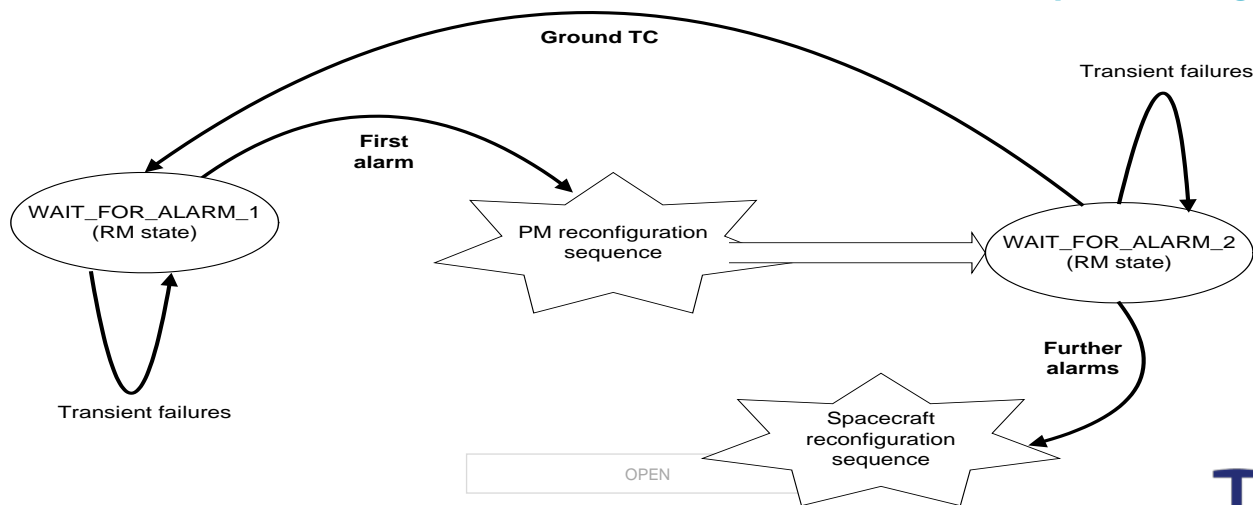 Ground TC
Transient failures
First
alarm
WAIT_FOR_ALARM_1
(RM state)
PM reconfiguration
sequence
WAIT_FOR_ALARM_2
(RM state)
Further
alarms
Transient failures
Spacecraft
reconfiguration
sequence
OPEN